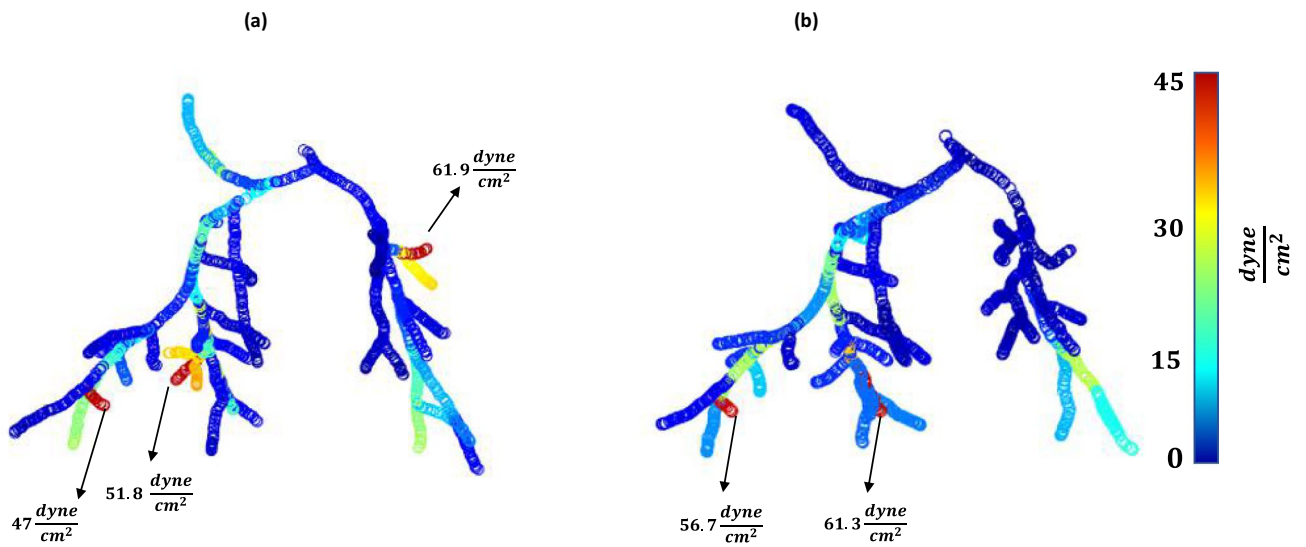 (a)
(b)
61.9 dyne/cm²
47 dyne/cm²
51.8 dyne/cm²
56.7 dyne/cm²
61.3 dyne/cm²
45
30
15
0
dyne/cm²